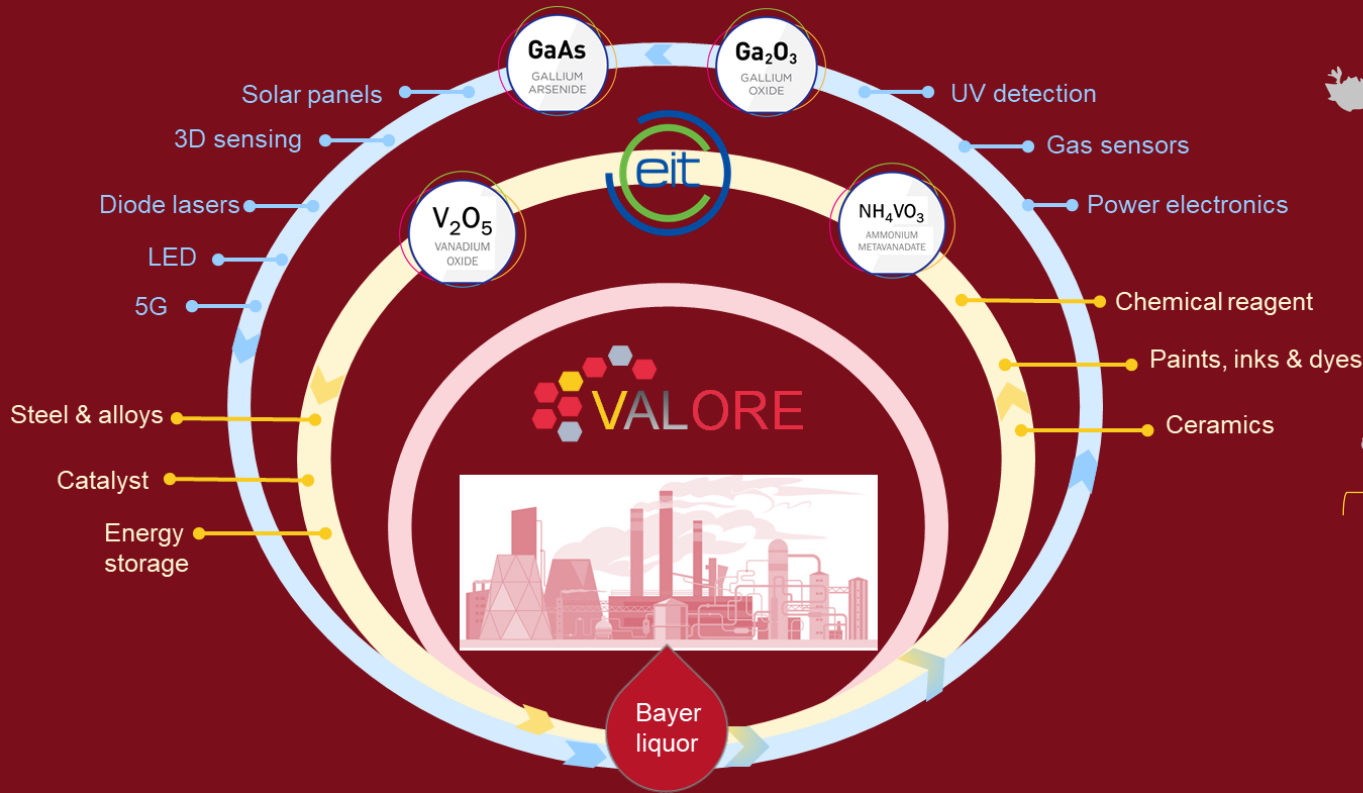 GaAs
GALLIUM
ARSENIDE
Ga₂O₃
GALLIUM
OXIDE
Solar panels
3D sensing
Diode lasers
LED
5G
UV detection
Gas sensors
Power electronics
eit
V₂O₅
VANADIUM
OXIDE
NH₄VO₃
AMMONIUM
METAVANADATE
Chemical reagent
Paints, inks & dyes
Ceramics
Steel & alloys
Catalyst
Energy
storage
VALORE
Bayer
liquor